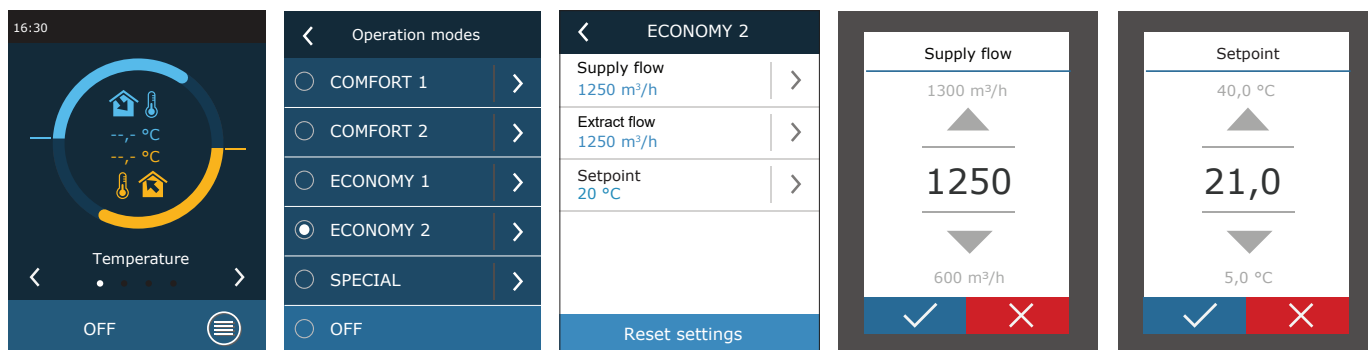 16:30
--,- °C
--,- °C
Temperature
OFF
Operation modes
COMFORT 1
COMFORT 2
ECONOMY 1
ECONOMY 2
SPECIAL
OFF
ECONOMY 2
Supply flow
1250 m³/h
Extract flow
1250 m³/h
Setpoint
20 °C
Reset settings
Supply flow
1300 m³/h
1250
600 m³/h
Setpoint
40,0 °C
21,0
5,0 °C